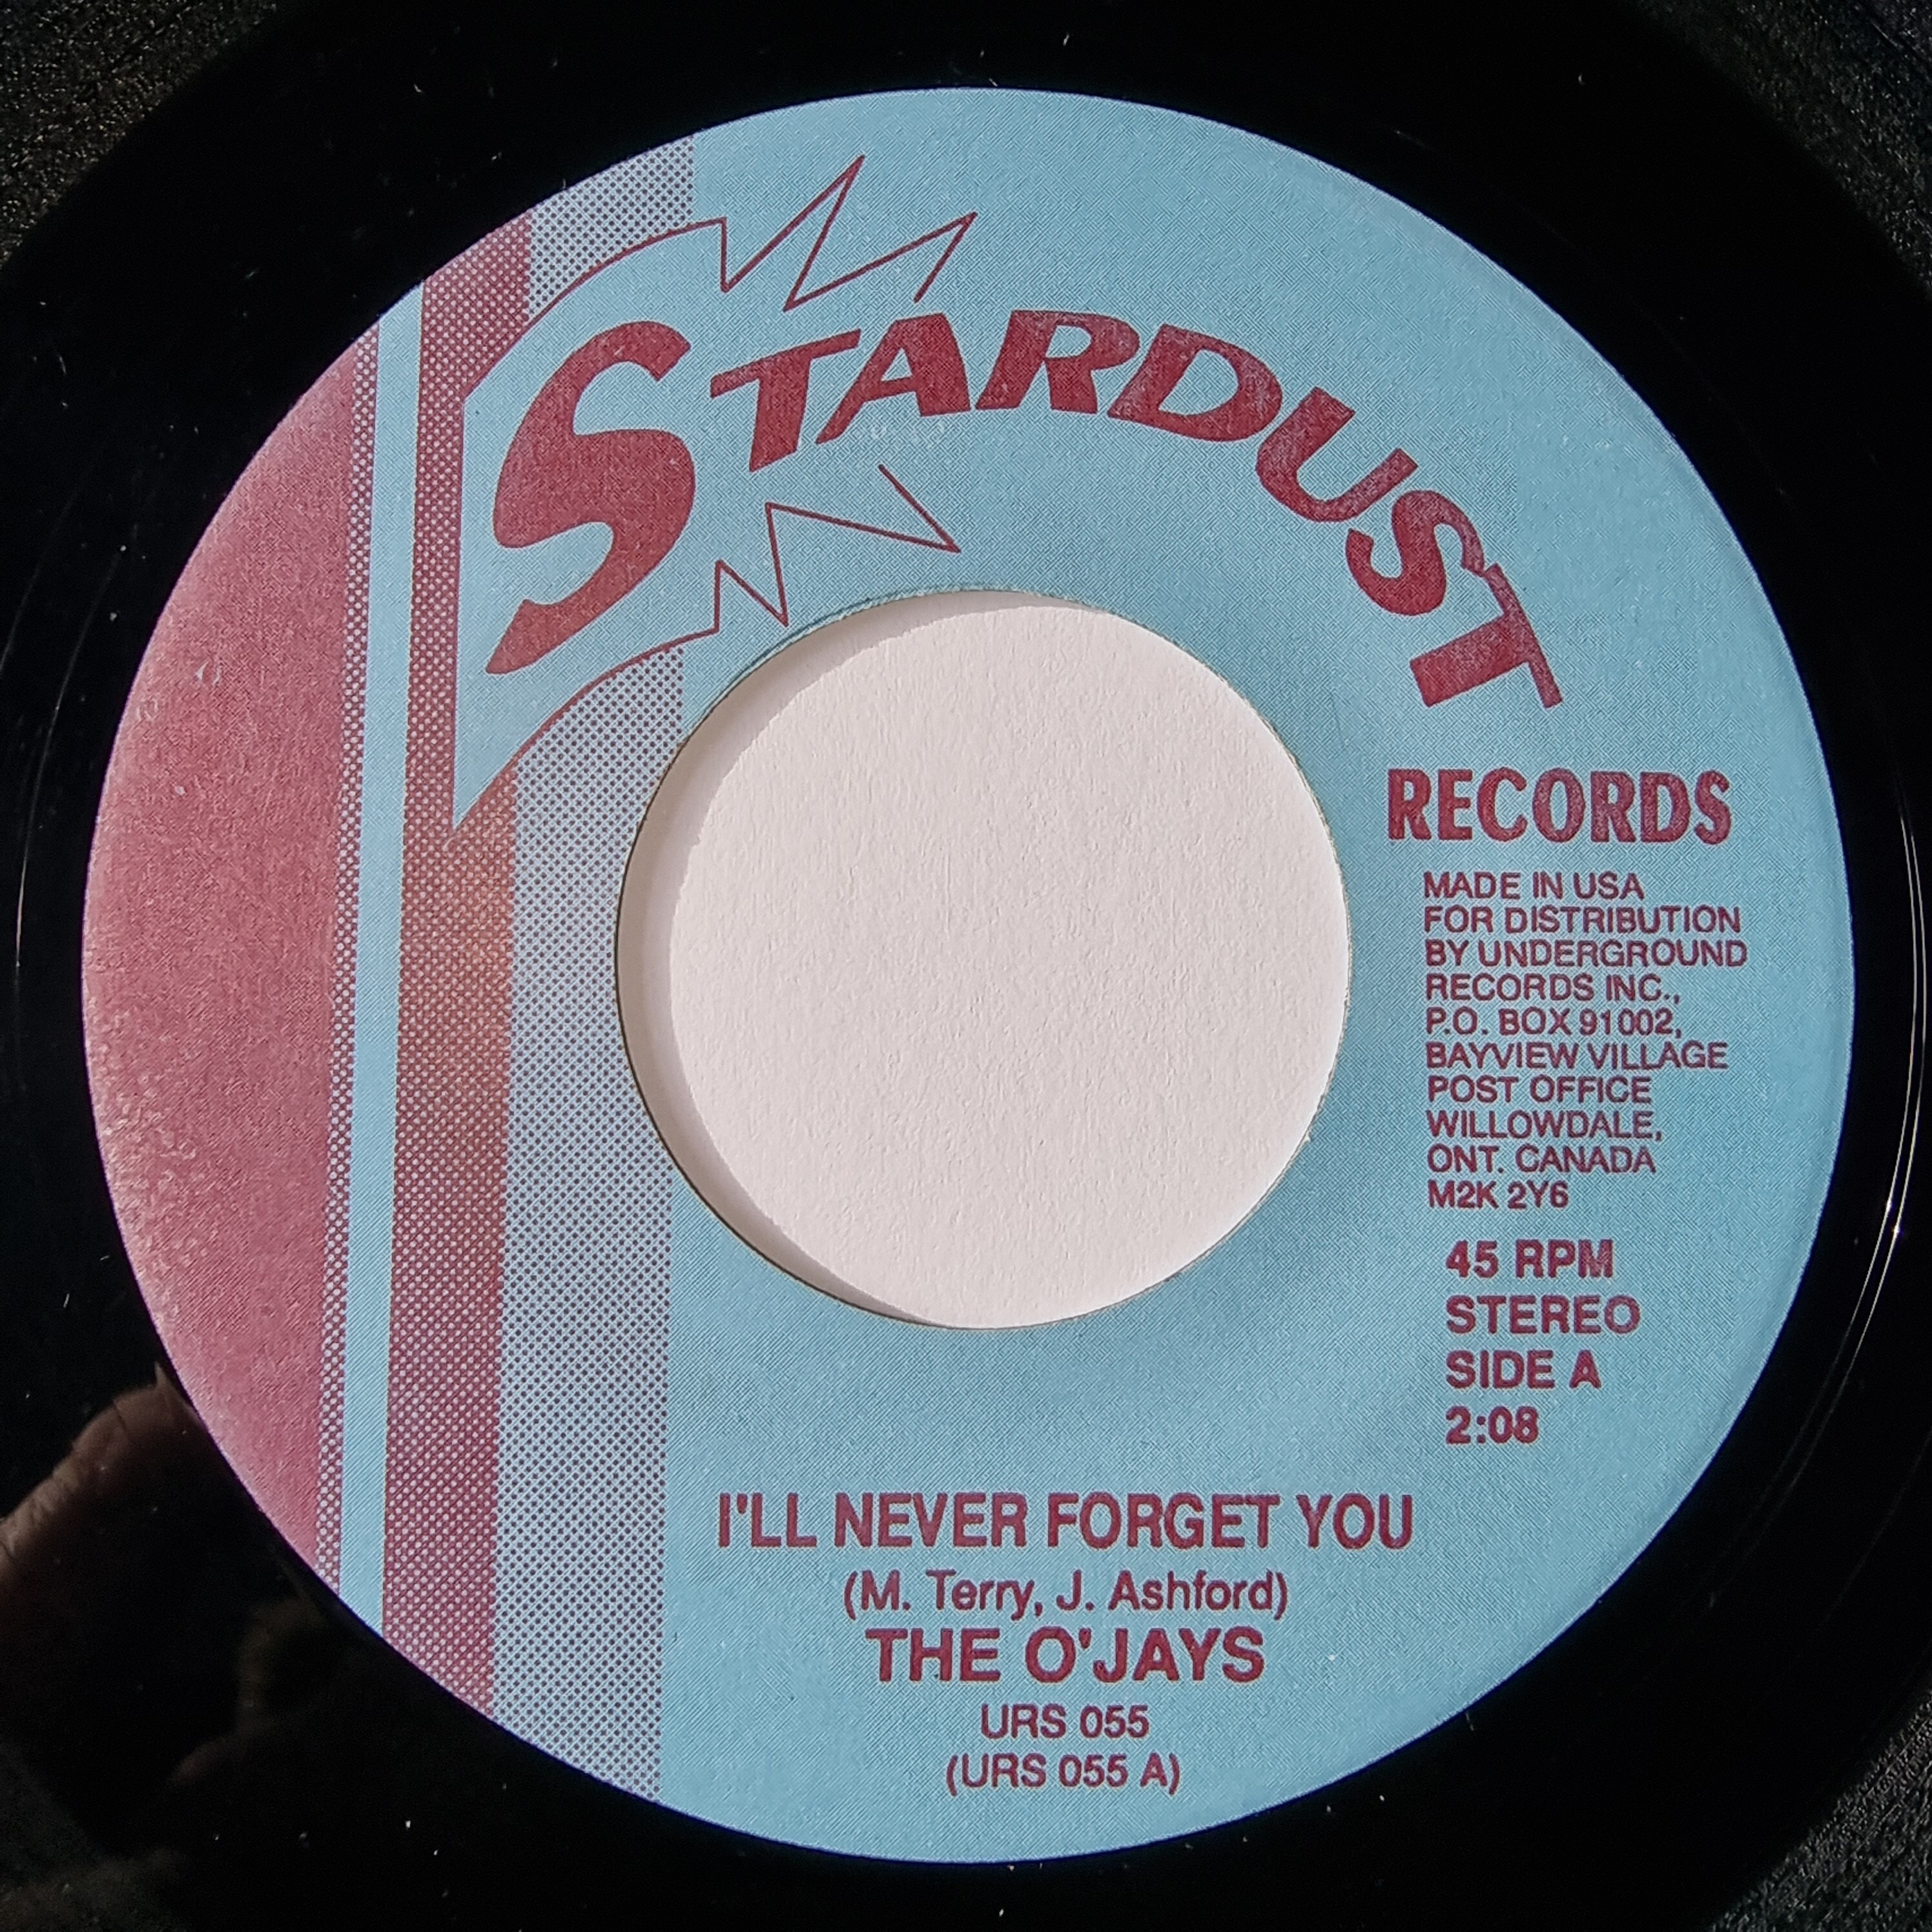 STARDUST
RECORDS
MADE IN USA
FOR DISTRIBUTION
BY UNDERGROUND
RECORDS INC.,
P.O. BOX 91002,
BAYVIEW VILLAGE
POST OFFICE
WILLOWDALE,
ONT. CANADA
M2K 2Y6
45 RPM
STEREO
SIDE A
2:08
I'LL NEVER FORGET YOU
(M. Terry, J. Ashford)
THE O'JAYS
URS 055
(URS 055 A)